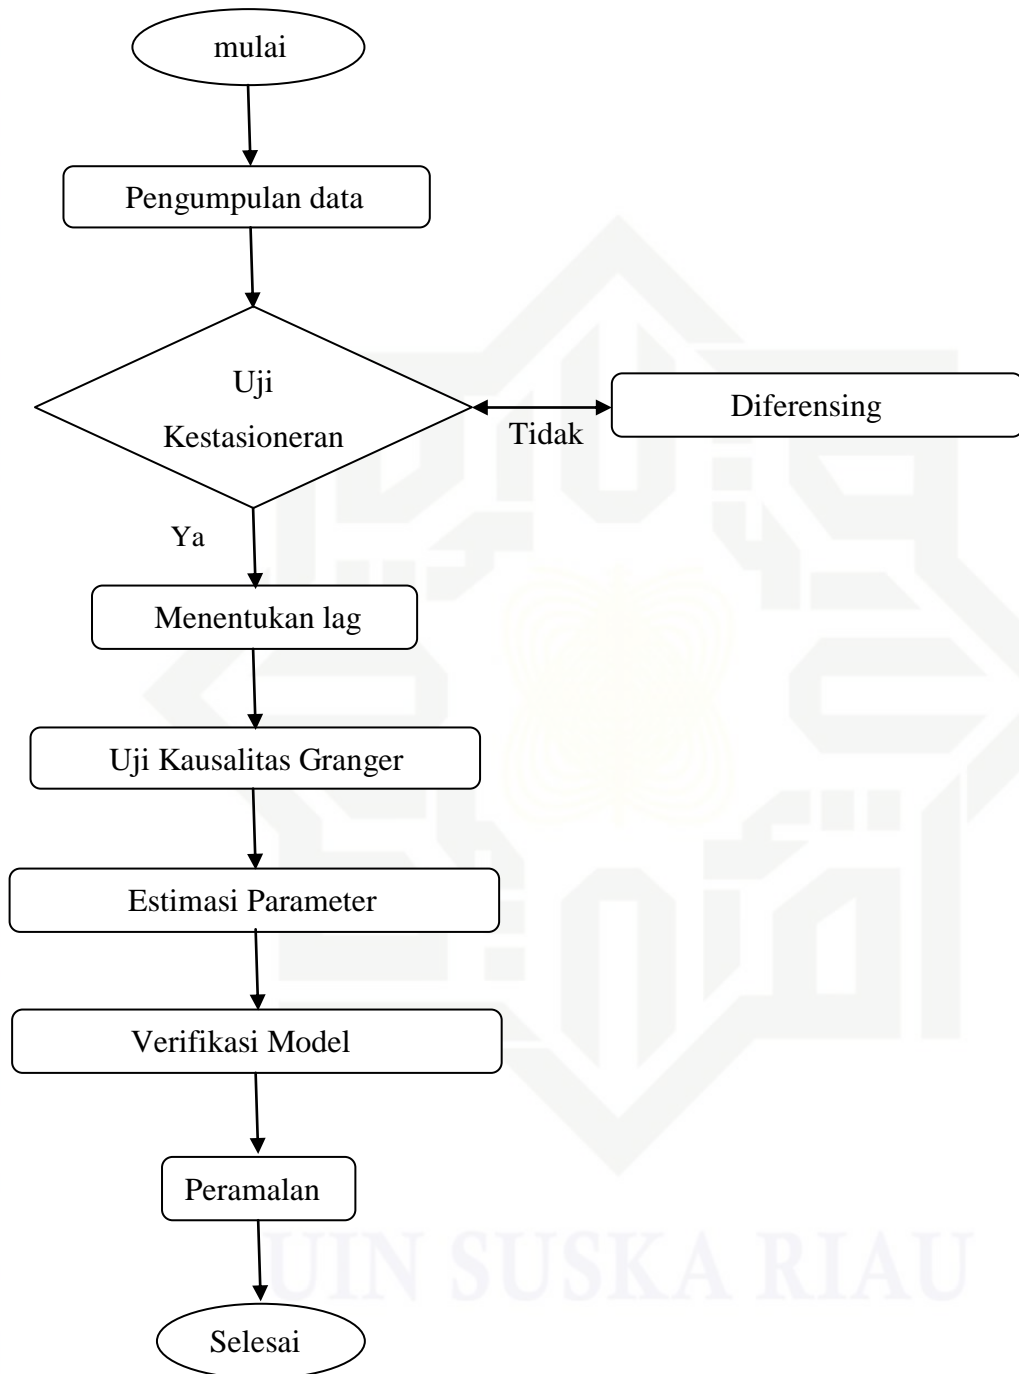 mulai
Pengumpulan data
Uji
Kestasioneran
Diferensing
Tidak
Ya
Menentukan lag
Uji Kausalitas Granger
Estimasi Parameter
Verifikasi Model
Peramalan
UIN SUSKA RIAU
Selesai